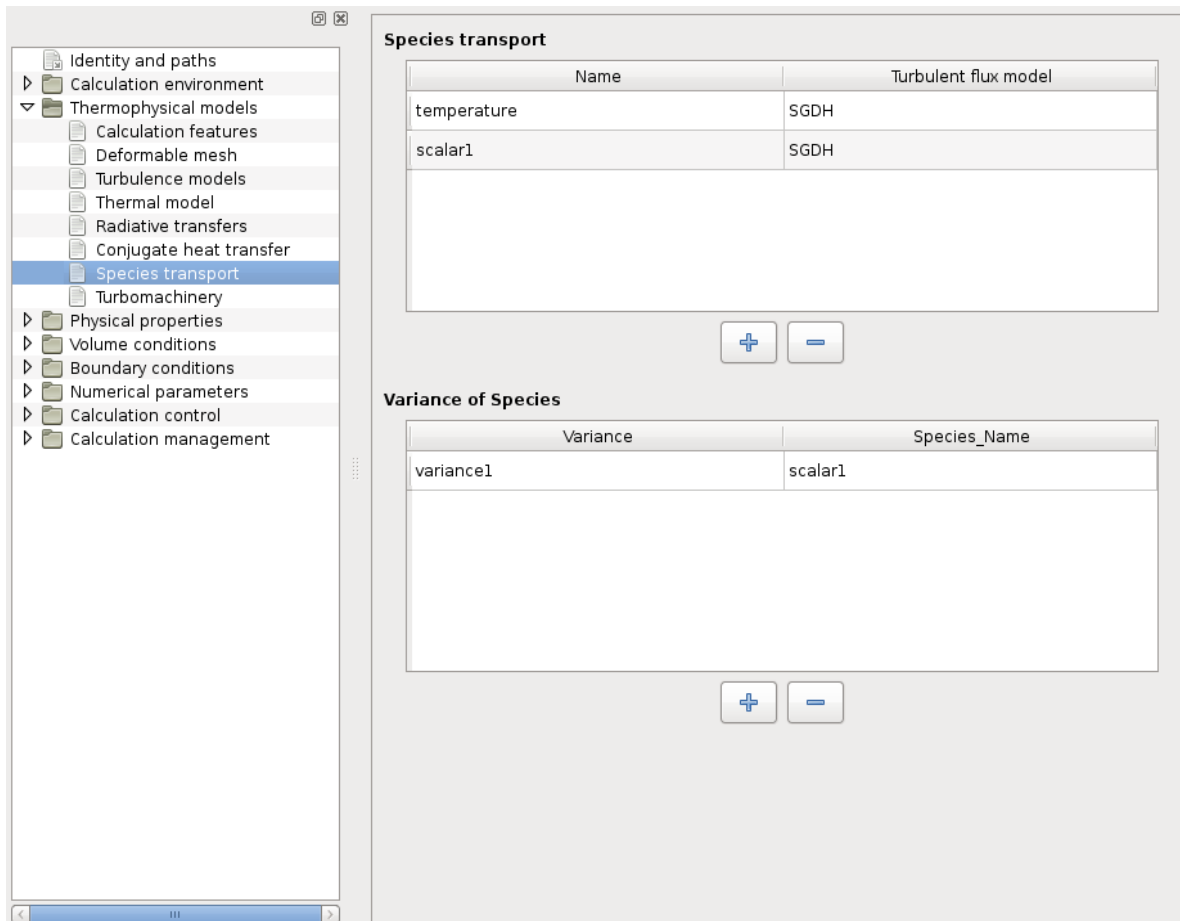 Identity and paths
Calculation environment
Thermophysical models
Calculation features
Deformable mesh
Turbulence models
Thermal model
Radiative transfers
Conjugate heat transfer
Species transport
Turbomachinery
Physical properties
Volume conditions
Boundary conditions
Numerical parameters
Calculation control
Calculation management
Species transport
Name Turbulent flux model
temperature SGDH
scalar1 SGDH
Variance of Species
Variance Species_Name
variance1 scalar1